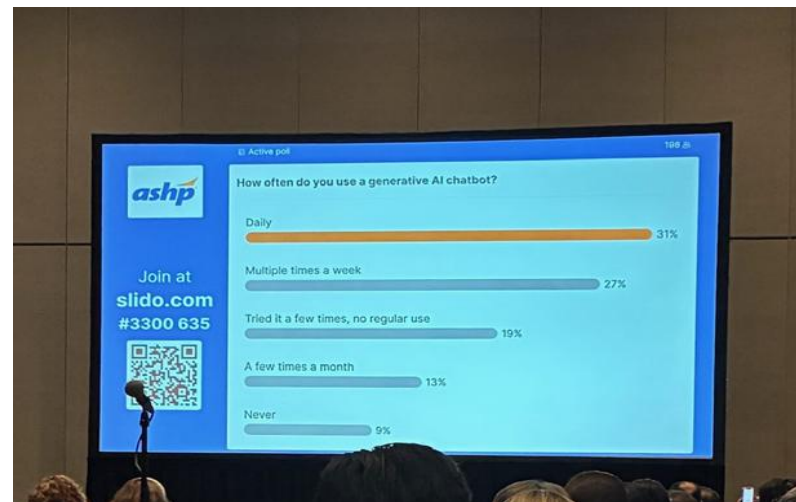 Active poll
198
ashp
How often do you use a generative AI chatbot?
Daily
31%
Multiple times a week
27%
Tried it a few times, no regular use
19%
A few times a month
13%
Never
9%
Join at
slido.com
#3300 635